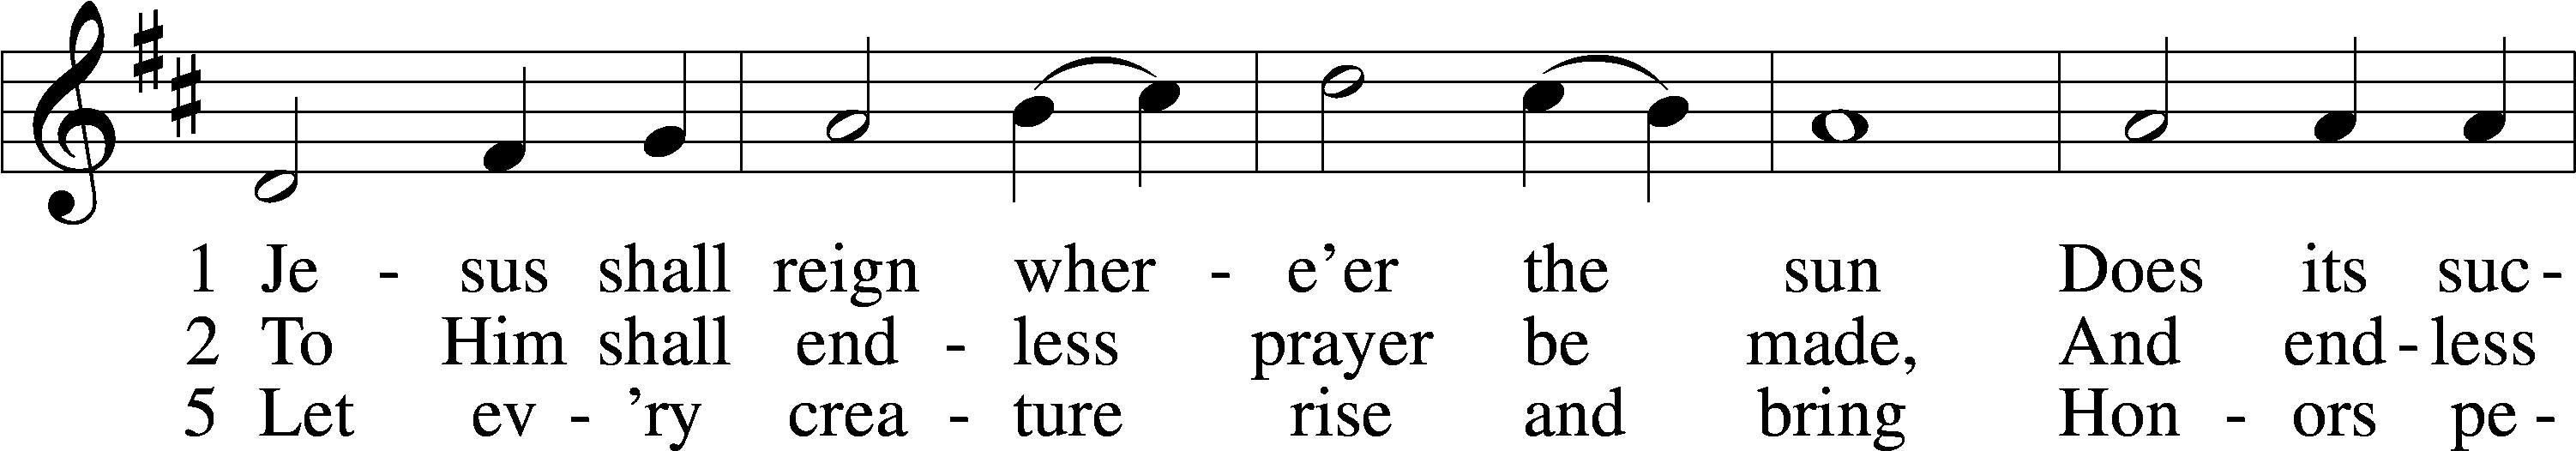 1 Je - sus shall reign wher - e’er the sun Does its suc -
2 To Him shall end - less prayer be made, And end - less
5 Let ev - ’ry crea - ture rise and bring Hon - ors pe -